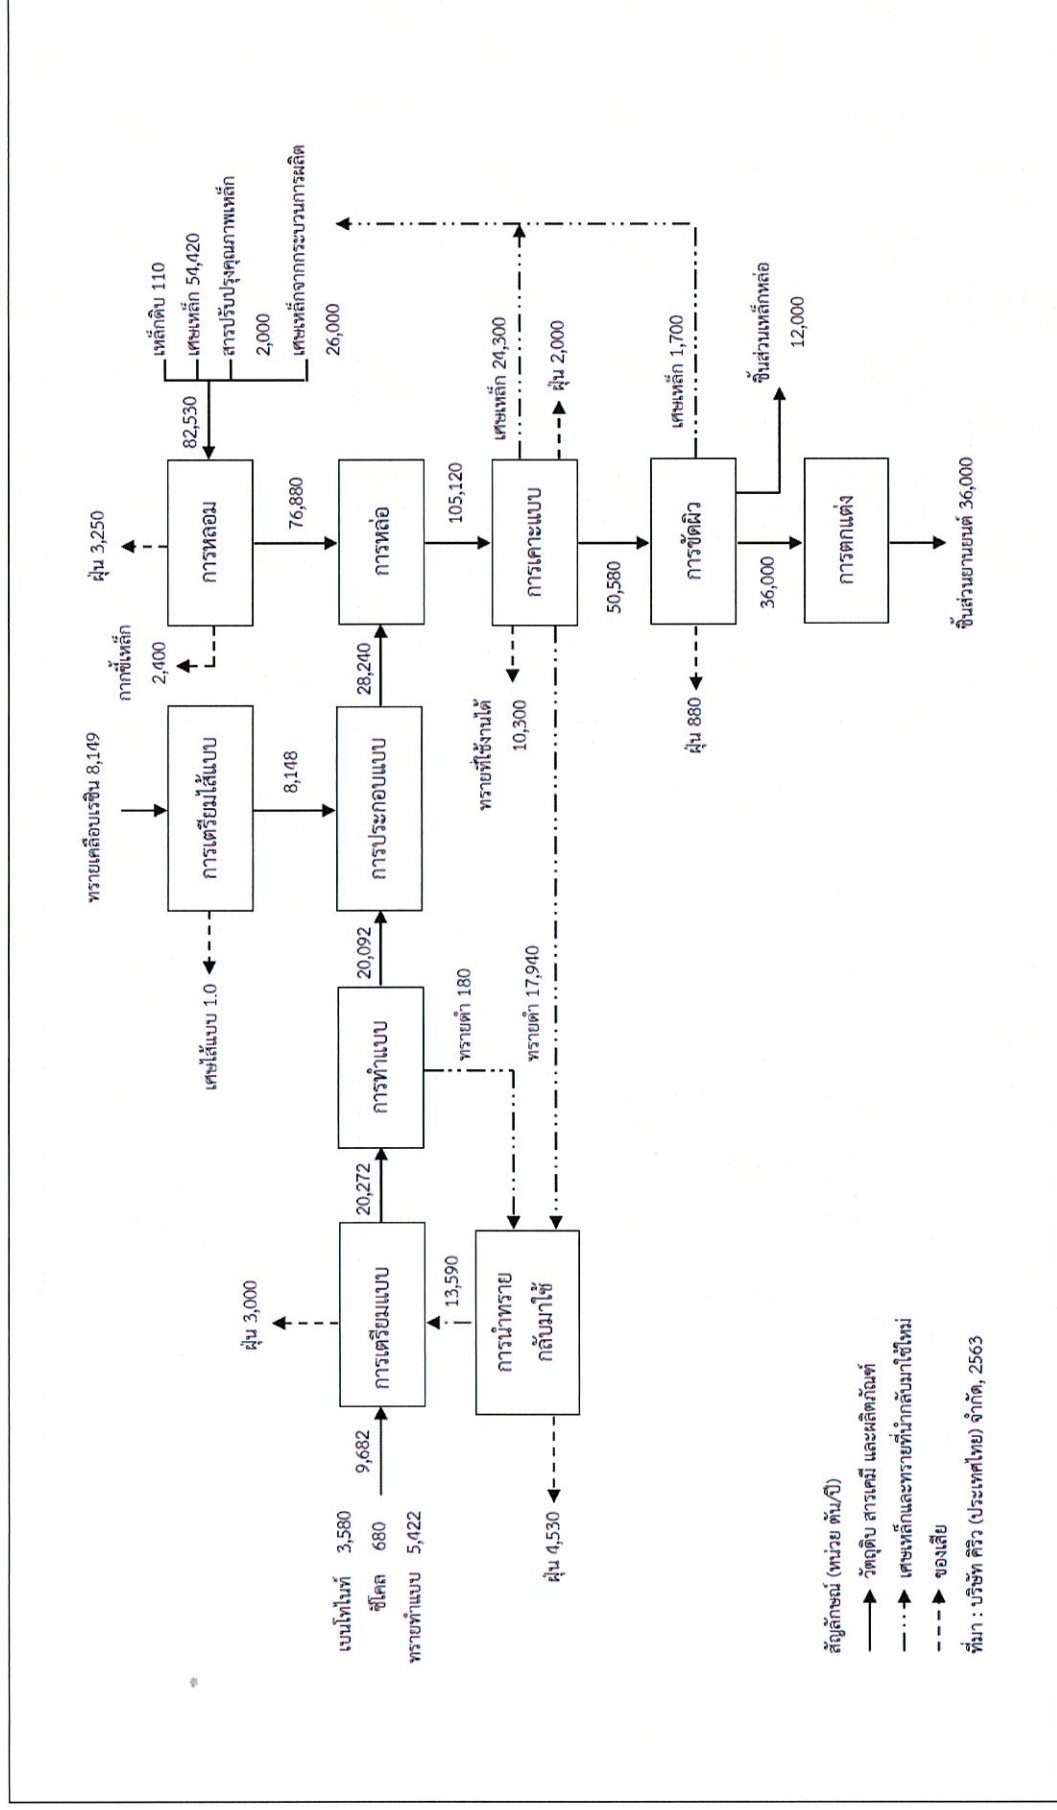 เหล็กดิบ 110
เศษเหล็ก 54,420
สารปรับปรุงคุณภาพเหล็ก
2,000
เศษเหล็กจากกระบวนการผลิต
26,000
82,530
ฝุ่น 3,250
การหลอม
กากขี้เหล็ก
2,400
76,880
ทรายเคลือบเรซิน 8,149
การเตรียมไส้แบบ
เศษไส้แบบ 1.0
8,148
ฝุ่น 3,000
เบนโทไนท์ 3,580
ซีโคล 680
ทรายทำแบบ 5,422
9,682
การเตรียมแบบ
20,272
การทำแบบ
20,092
การประกอบแบบ
28,240
การหล่อ
13,590
ทรายดำ 180
105,120
การนำทราย
กลับมาใช้
ฝุ่น 4,530
ทรายดำ 17,940
ทรายที่ใช้งานได้
10,300
การเคาะแบบ
เศษเหล็ก 24,300
ฝุ่น 2,000
50,580
ฝุ่น 880
การขัดผิว
เศษเหล็ก 1,700
36,000
ชิ้นส่วนเหล็กหล่อ
12,000
การตกแต่ง
ชิ้นส่วนยานยนต์ 36,000
สัญลักษณ์ (หน่วย ตัน/ปี)
วัตถุดิบ สารเคมี และผลิตภัณฑ์
เศษเหล็กและทรายที่นำกลับมาใช้ใหม่
ของเสีย
ที่มา : บริษัท คิริว (ประเทศไทย) จำกัด, 2563